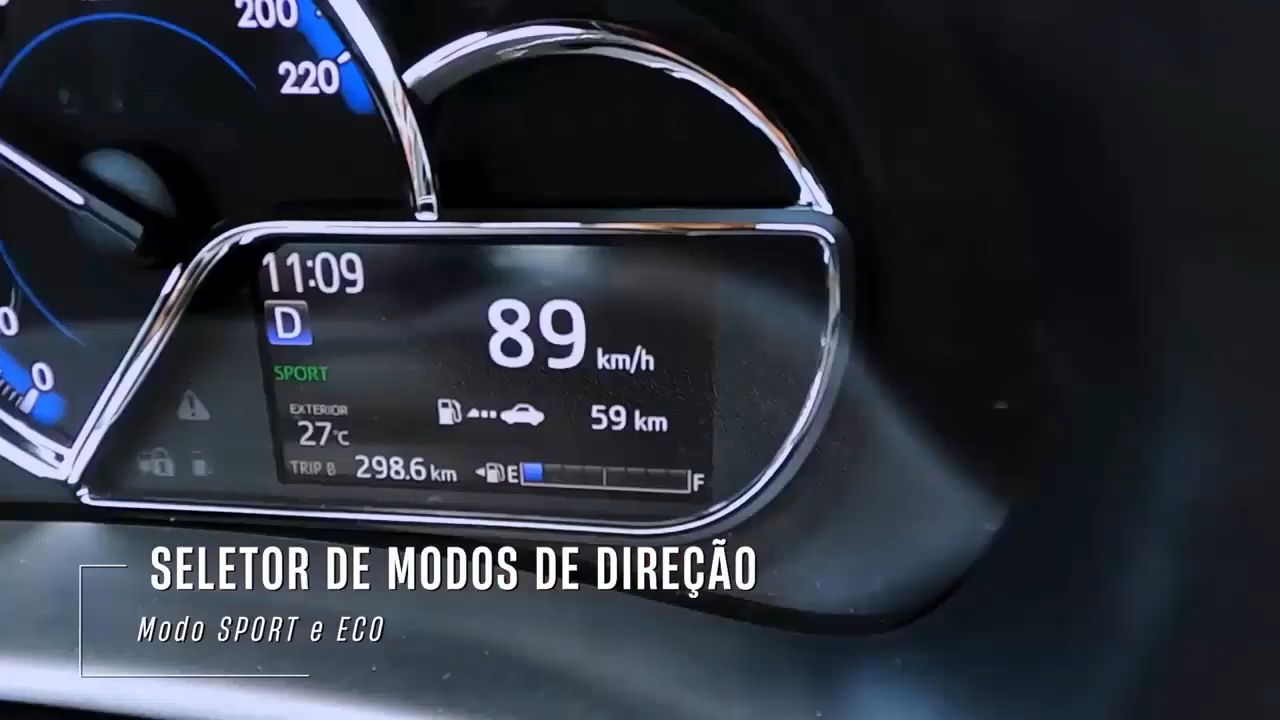 200
220
0
0
11:09
D
89 km/h
SPORT
59 km
EXTERIOR
27°C
TRIP B 298.6 km E F
SELETOR DE MODOS DE DIREÇÃO
Modo SPORT e ECO